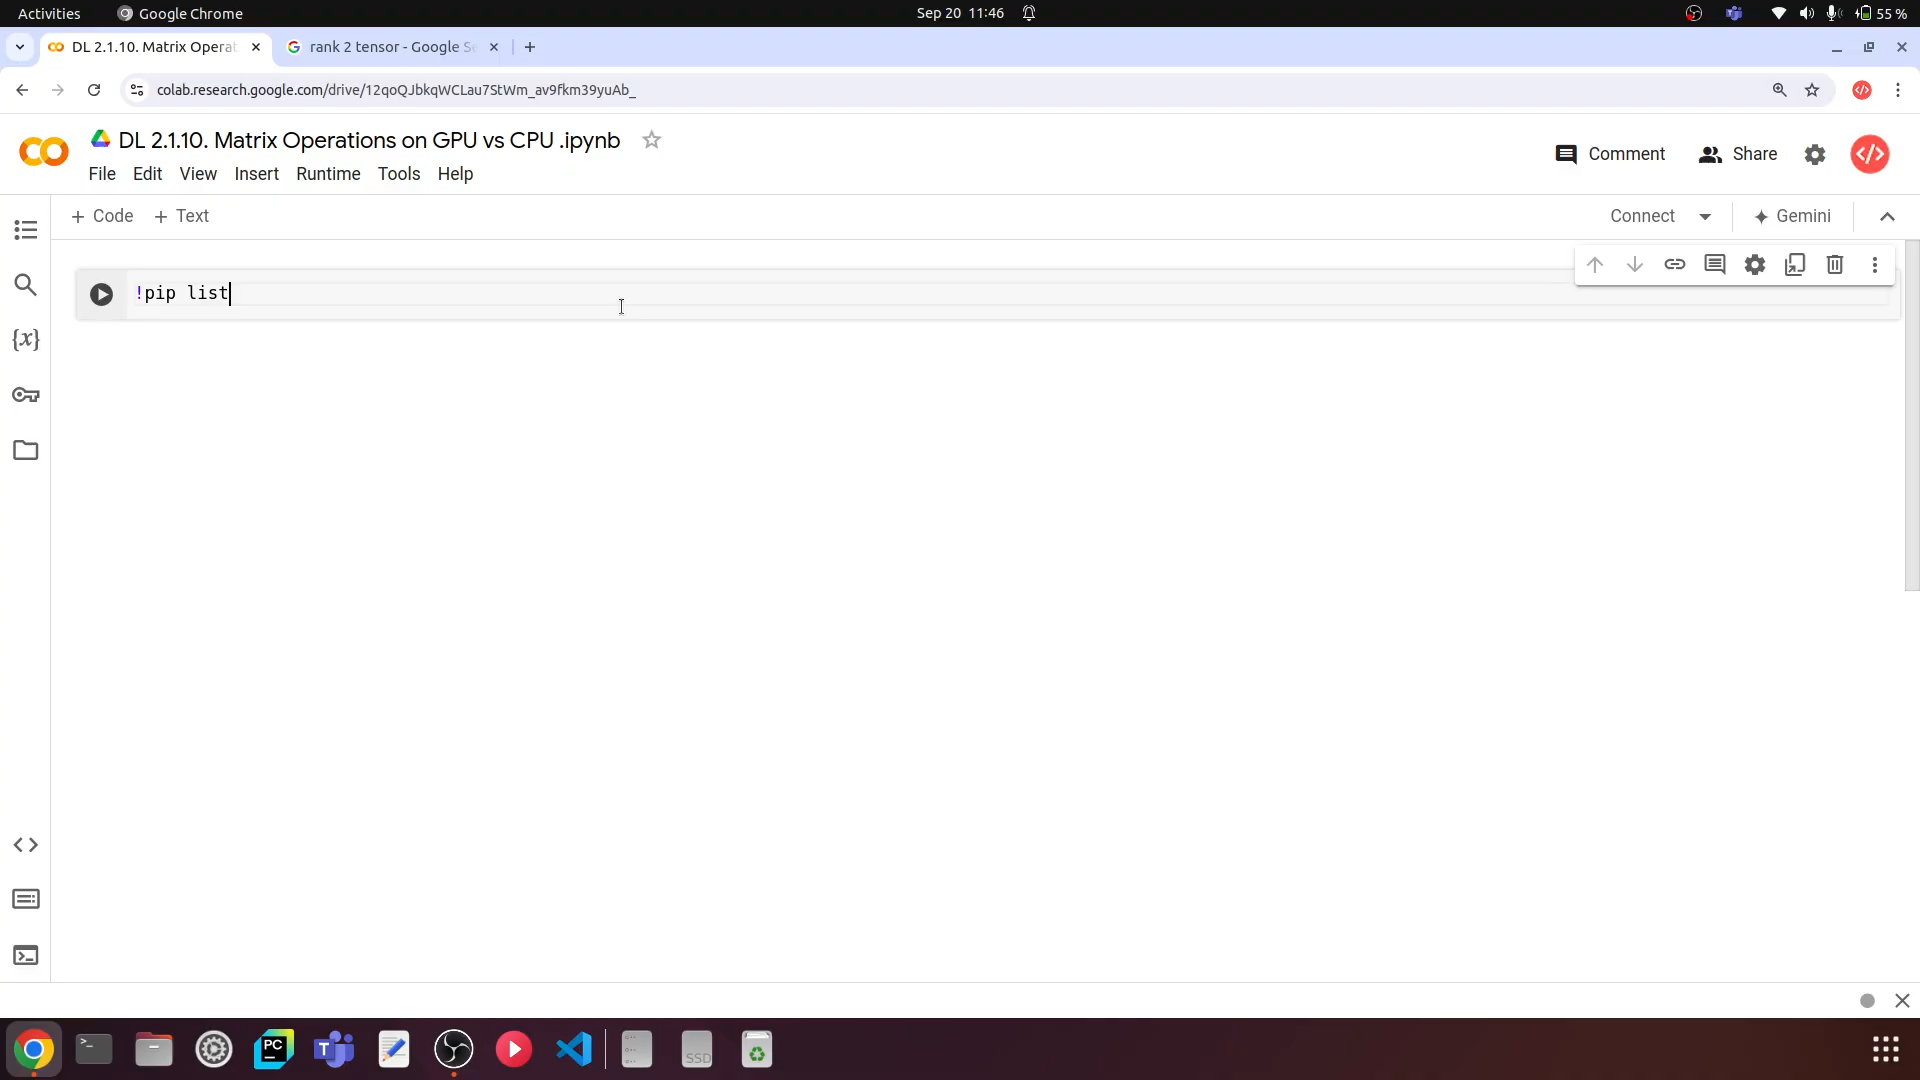 Activities Google Chrome Sep 20 11:46 55 %
DL 2.1.10. Matrix Operat rank 2 tensor - Google Se
colab.research.google.com/drive/12qoQJbkqWCLau7StWm_av9fkm39yuAb_
DL 2.1.10. Matrix Operations on GPU vs CPU .ipynb
Comment Share
File Edit View Insert Runtime Tools Help
+ Code + Text Connect Gemini
{x}
!pip list
PC
T
SSD